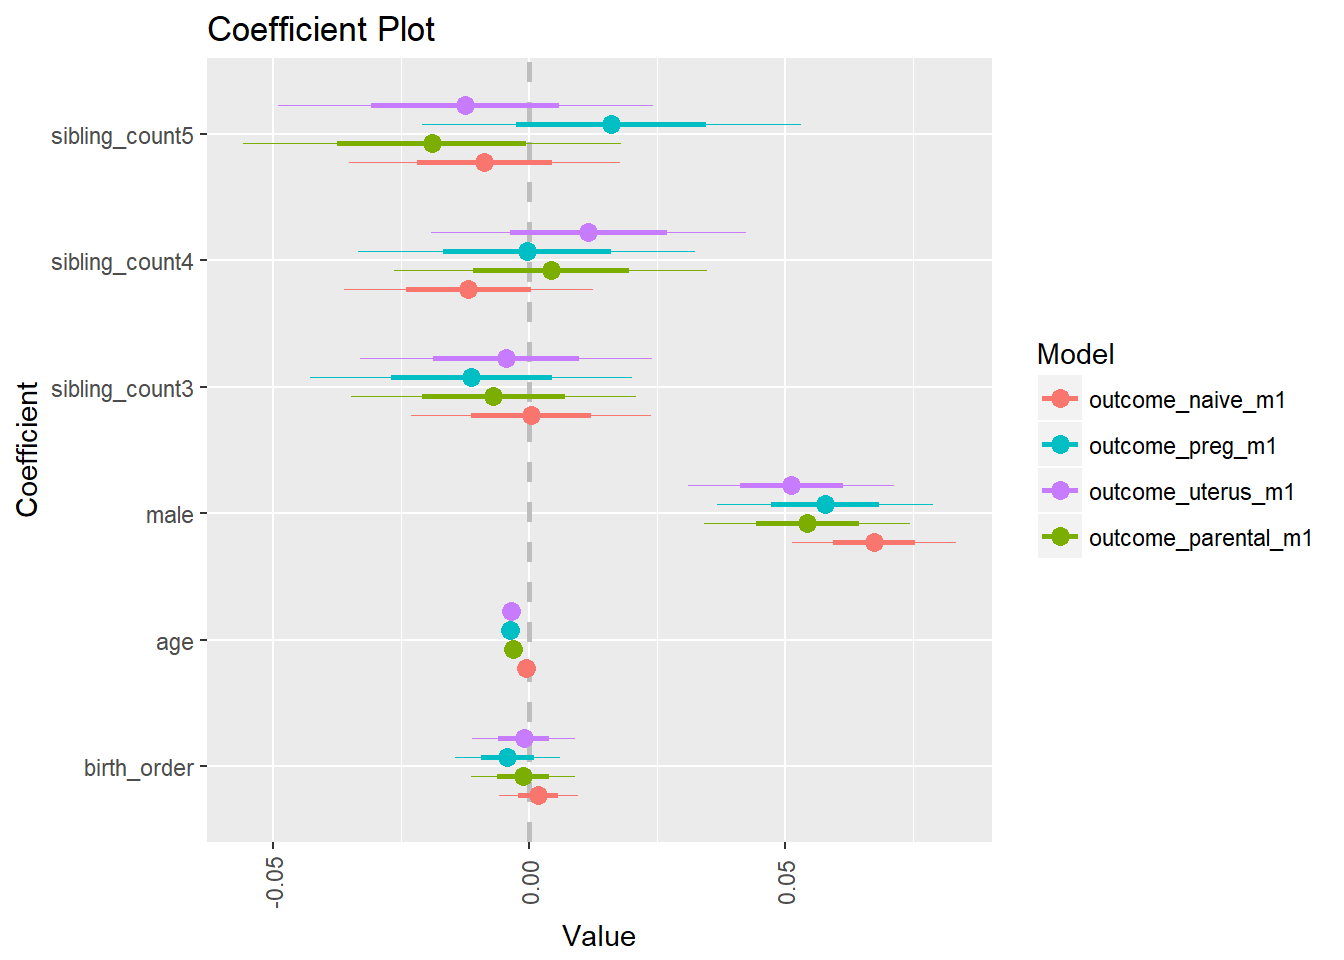 Coefficient Plot
sibling_count5
sibling_count4
sibling_count3
male
age
birth_order
Coefficient
-0.05
0.00
0.05
Value
Model
outcome_naive_m1
outcome_preg_m1
outcome_uterus_m1
outcome_parental_m1